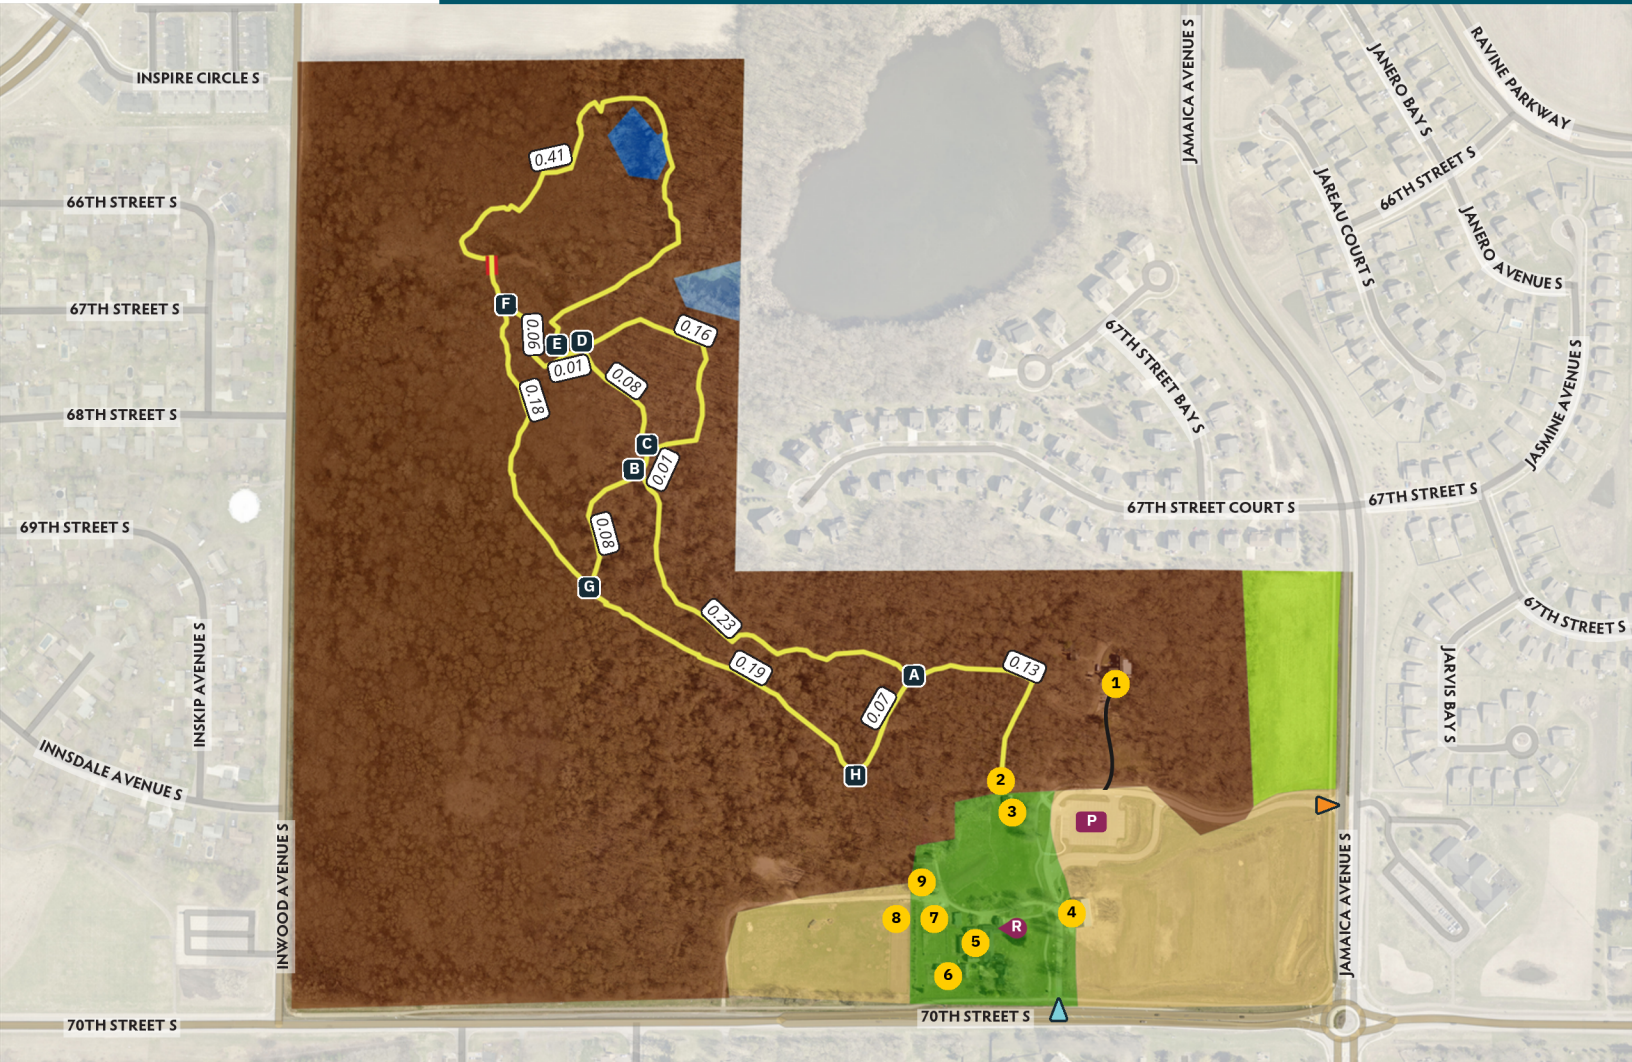 INSPIRE CIRCLE S
JAMAICA AVENUE S
JANERO BAY S
RAVINE PARKWAY
66TH STREET S
0.41
66TH STREET S
JAREAU COURT S
JANERO AVENUE S
67TH STREET S
F
0.06
E
D
0.01
0.16
0.08
0.18
67TH STREET BAY S
JASMINE AVENUE S
68TH STREET S
C
B
0.01
67TH STREET COURT S
67TH STREET S
69TH STREET S
0.08
G
0.23
0.19
A
0.13
0.07
1
H
2
3
P
67TH STREET S
JARVIS BAY S
INSKIP AVENUE S
INNSDALE AVENUE S
INWOOD AVENUE S
9
8
7
R
4
5
6
JAMAICA AVENUE S
70TH STREET S
70TH STREET S